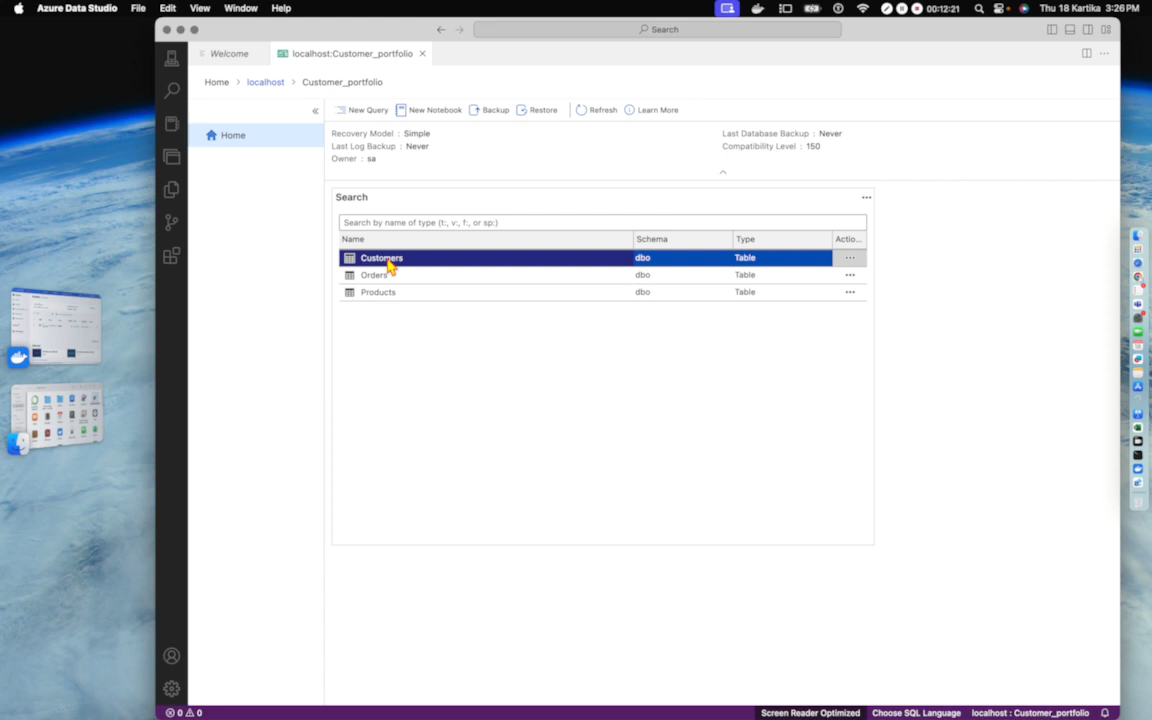 Azure Data Studio File Edit View Window Help 00:12:21 Thu 18 Kartika 3:26 PM
Search
Welcome localhost:Customer_portfolio
Home > localhost > Customer_portfolio
New Query New Notebook Backup Restore Refresh Learn More
Home
Recovery Model : Simple Last Database Backup : Never
Last Log Backup : Never Compatibility Level : 150
Owner : sa
Search
Search by name of type (t:, v:, f:, or sp:)
Name Schema Type Actio...
Customers dbo Table
Orders dbo Table
Products dbo Table
0 0 Screen Reader Optimized Choose SQL Language localhost : Customer_portfolio